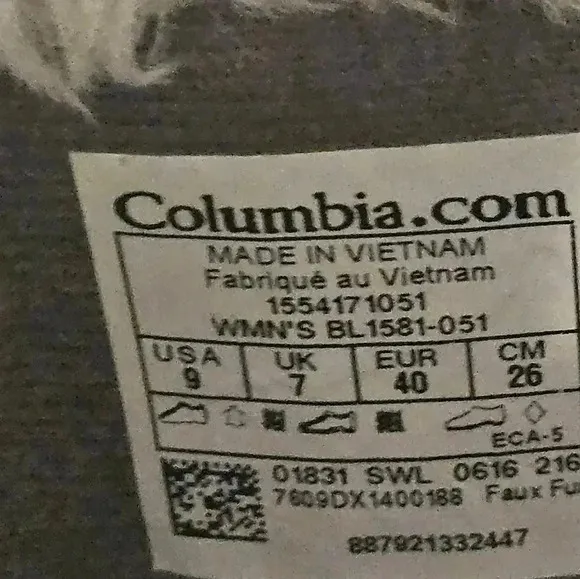 Columbia.com
MADE IN VIETNAM
Fabriqué au Vietnam
1554171051
WMN'S BL1581-051
USA UK EUR CM
9 7 40 26
ECA-5
01831 SWL 0616 216
7609DX1400188 Faux Fu
887921332447